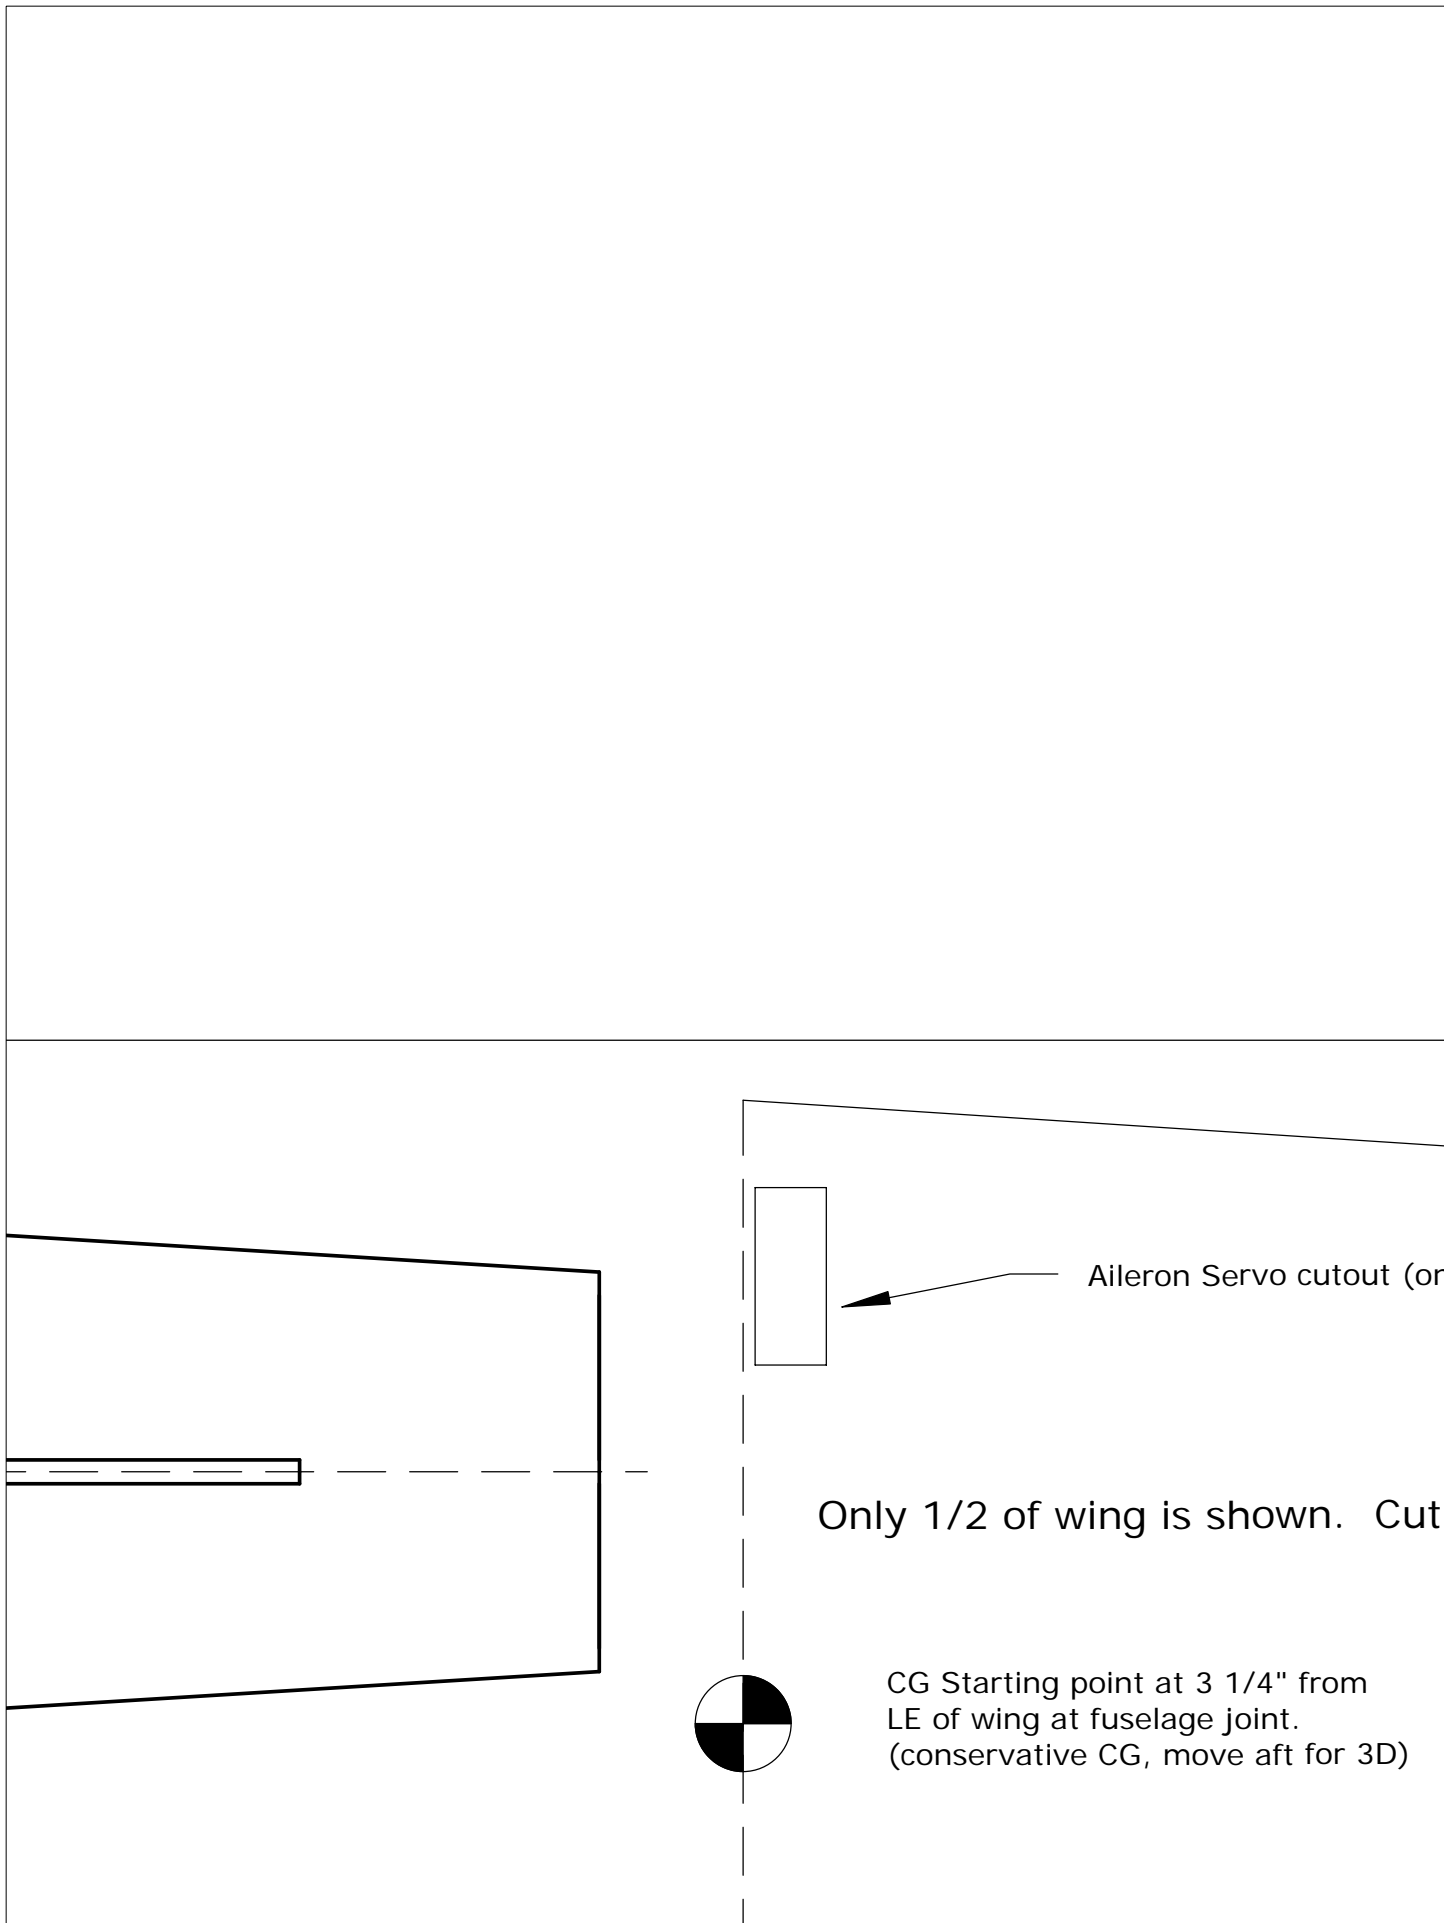 Aileron Servo cutout (or
Only 1/2 of wing is shown.  Cut
CG Starting point at 3 1/4" from
LE of wing at fuselage joint.
(conservative CG, move aft for 3D)